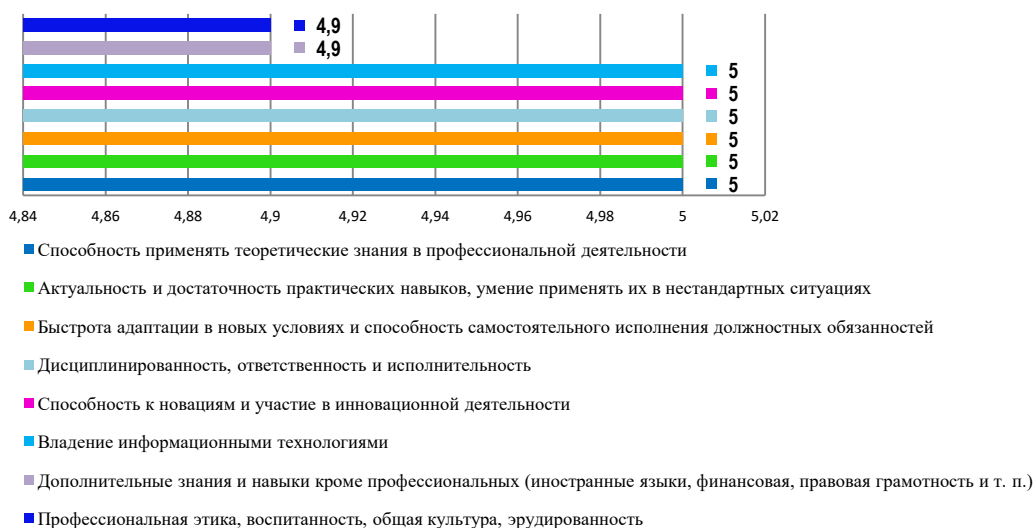 4,9
4,9
5
5
5
5
5
5
4,84 4,86 4,88 4,9 4,92 4,94 4,96 4,98 5 5,02
Способность применять теоретические знания в профессиональной деятельности
Актуальность и достаточность практических навыков, умение применять их в нестандартных ситуациях
Быстрота адаптации в новых условиях и способность самостоятельного исполнения должностных обязанностей
Дисциплинированность, ответственность и исполнительность
Способность к новациям и участие в инновационной деятельности
Владение информационными технологиями
Дополнительные знания и навыки кроме профессиональных (иностранные языки, финансовая, правовая грамотность и т. п.)
Профессиональная этика, воспитанность, общая культура, эрудированность